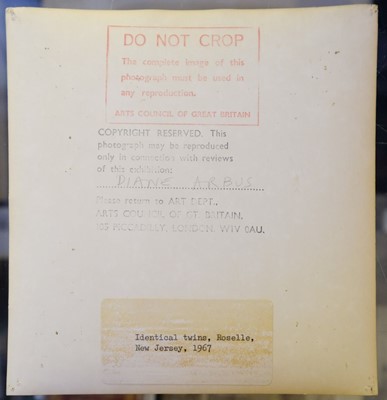 DO NOT CROP
The complete image of this
photograph must be used in
any reproduction.
ARTS COUNCIL OF GREAT BRITAIN
COPYRIGHT RESERVED. This
photograph may be reproduced
only in connection with reviews
of this exhibition:
DIANE ARBUS
Please return to ART DEPT.,
ARTS COUNCIL OF GT. BRITAIN,
105 PICCADILLY, LONDON, W1V 0AU.
Identical twins, Roselle,
New Jersey, 1967